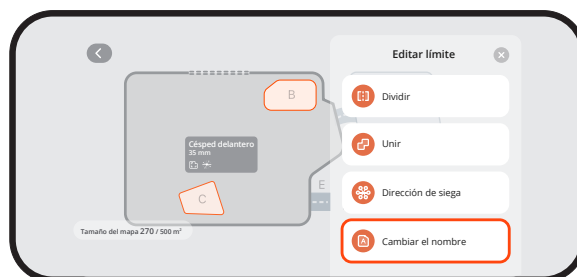 Editar límite
B
Dividir
Césped delantero
35 mm
Unir
E
Dirección de siega
C
Tamaño del mapa 270 / 500 m²
A
Cambiar el nombre